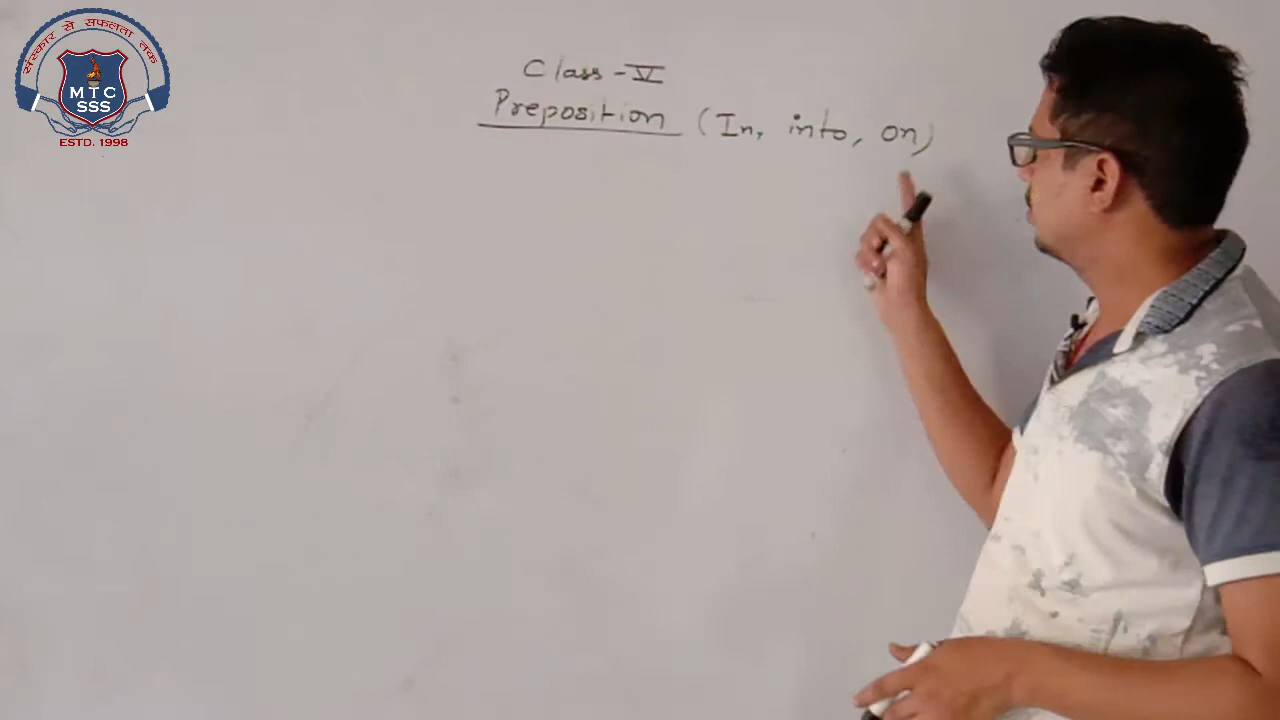 संस्कार से सफलता तक
MTC
SSS
ESTD. 1998
Class - V
Preposition (In, into, on)